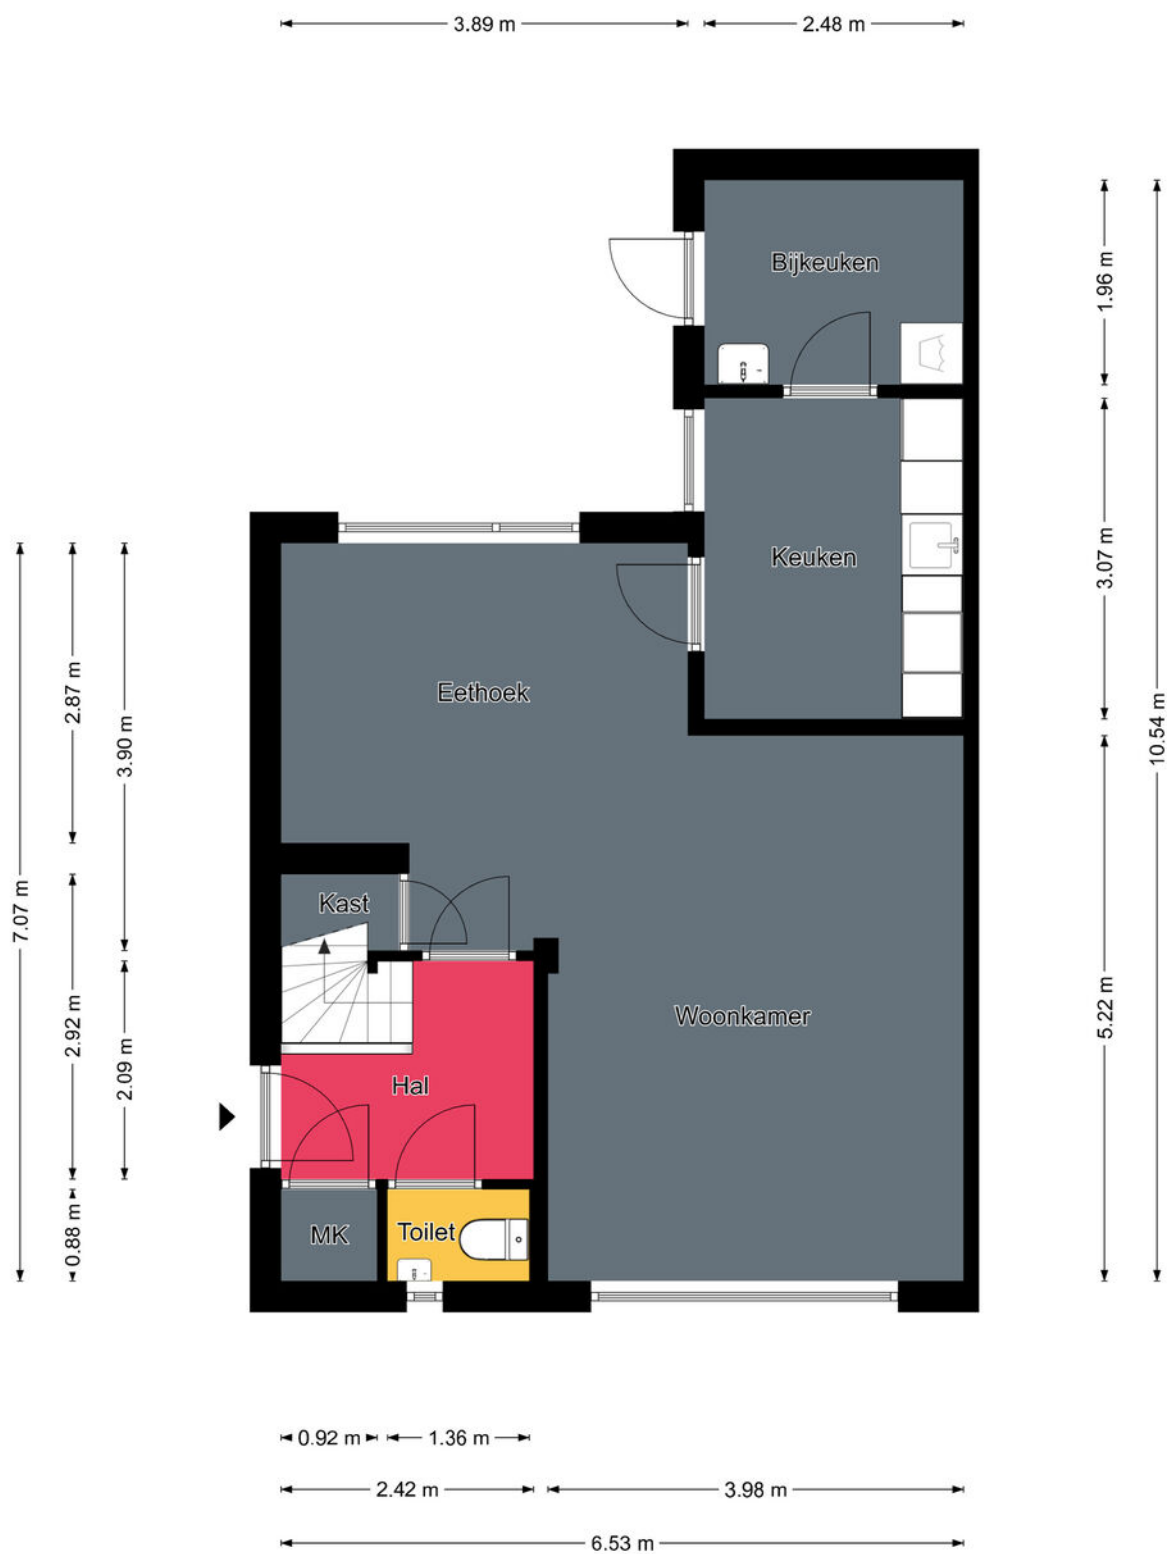 3.89 m
2.48 m
Bijkeuken
1.96 m
Keuken
3.07 m
Eethoek
2.87 m
3.90 m
10.54 m
Kast
7.07 m
2.92 m
2.09 m
Woonkamer
5.22 m
Hal
MK
Toilet
0.88 m
0.92 m
1.36 m
2.42 m
3.98 m
6.53 m